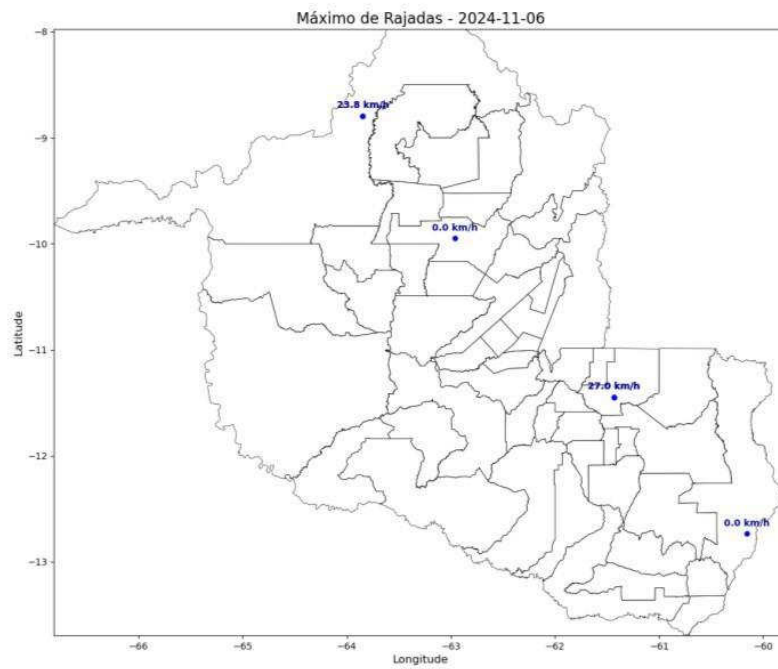 Máximo de Rajadas - 2024-11-06
−8
23.8 km/h
−9
0.0 km/h
−10
Latitude
−11
27.0 km/h
−12
0.0 km/h
−13
−66
−65
−64
−63
−62
−61
−60
Longitude